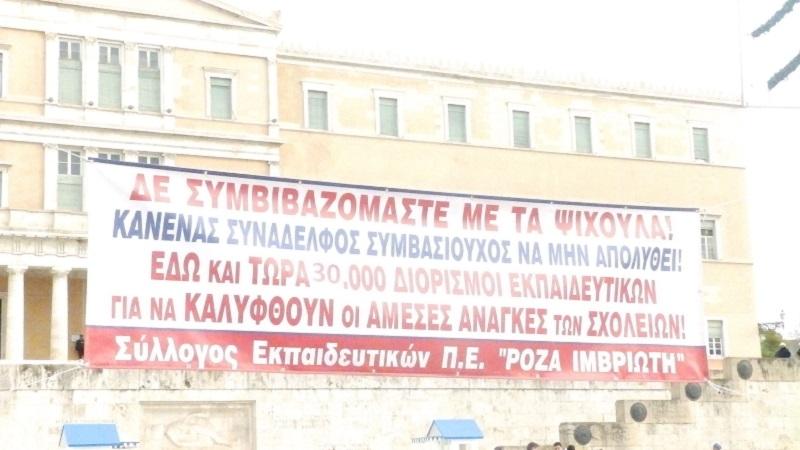 ΔΕ ΣΥΜΒΙΒΑΖΟΜΑΣΤΕ ΜΕ ΤΑ ΨΙΧΟΥΛΑ!
ΚΑΝΕΝΑΣ ΣΥΝΑΔΕΛΦΟΣ ΣΥΜΒΑΣΙΟΥΧΟΣ ΝΑ ΜΗΝ ΑΠΟΛΥΘΕΙ!
ΕΔΩ ΚΑΙ ΤΩΡΑ 30.000 ΔΙΟΡΙΣΜΟΙ ΕΚΠΑΙΔΕΥΤΙΚΩΝ
ΓΙΑ ΝΑ ΚΑΛΥΦΘΟΥΝ ΟΙ ΑΜΕΣΕΣ ΑΝΑΓΚΕΣ ΤΩΝ ΣΧΟΛΕΙΩΝ!
Σύλλογος Εκπαιδευτικών Π.Ε. "ΡΟΖΑ ΙΜΒΡΙΩΤΗ"